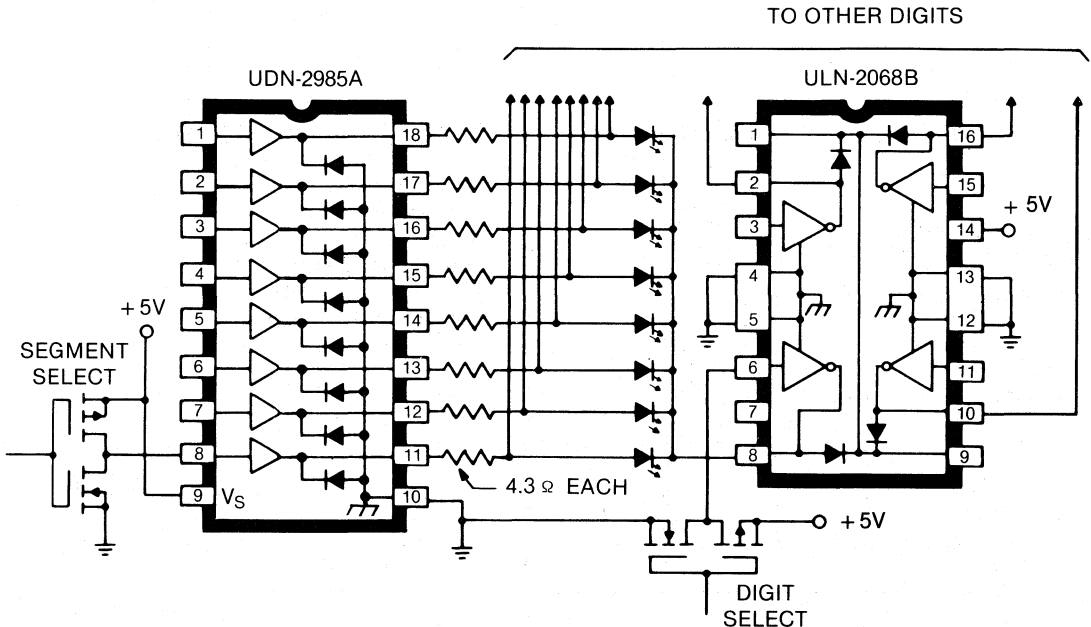 TO OTHER DIGITS
UDN-2985A
ULN-2068B
1
2
3
4
5
6
7
8
9
VS
18
17
16
15
14
13
12
11
10
1
2
3
4
5
6
7
8
16
15
14
13
12
11
10
9
+5V
SEGMENT
SELECT
4.3 Ω EACH
+5V
+5V
DIGIT
SELECT